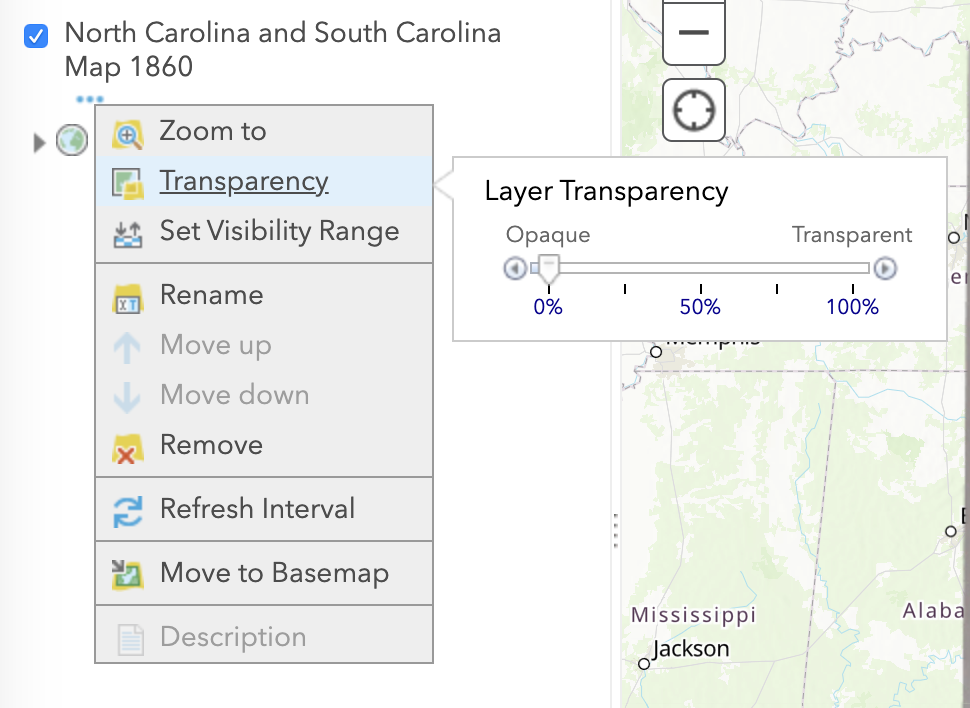 North Carolina and South Carolina
Map 1860
Zoom to
Transparency
Set Visibility Range
Rename
Move up
Move down
Remove
Refresh Interval
Move to Basemap
Description
Layer Transparency
Opaque Transparent
0% 50% 100%
Memphis
Mississippi
Alaba
Jackson